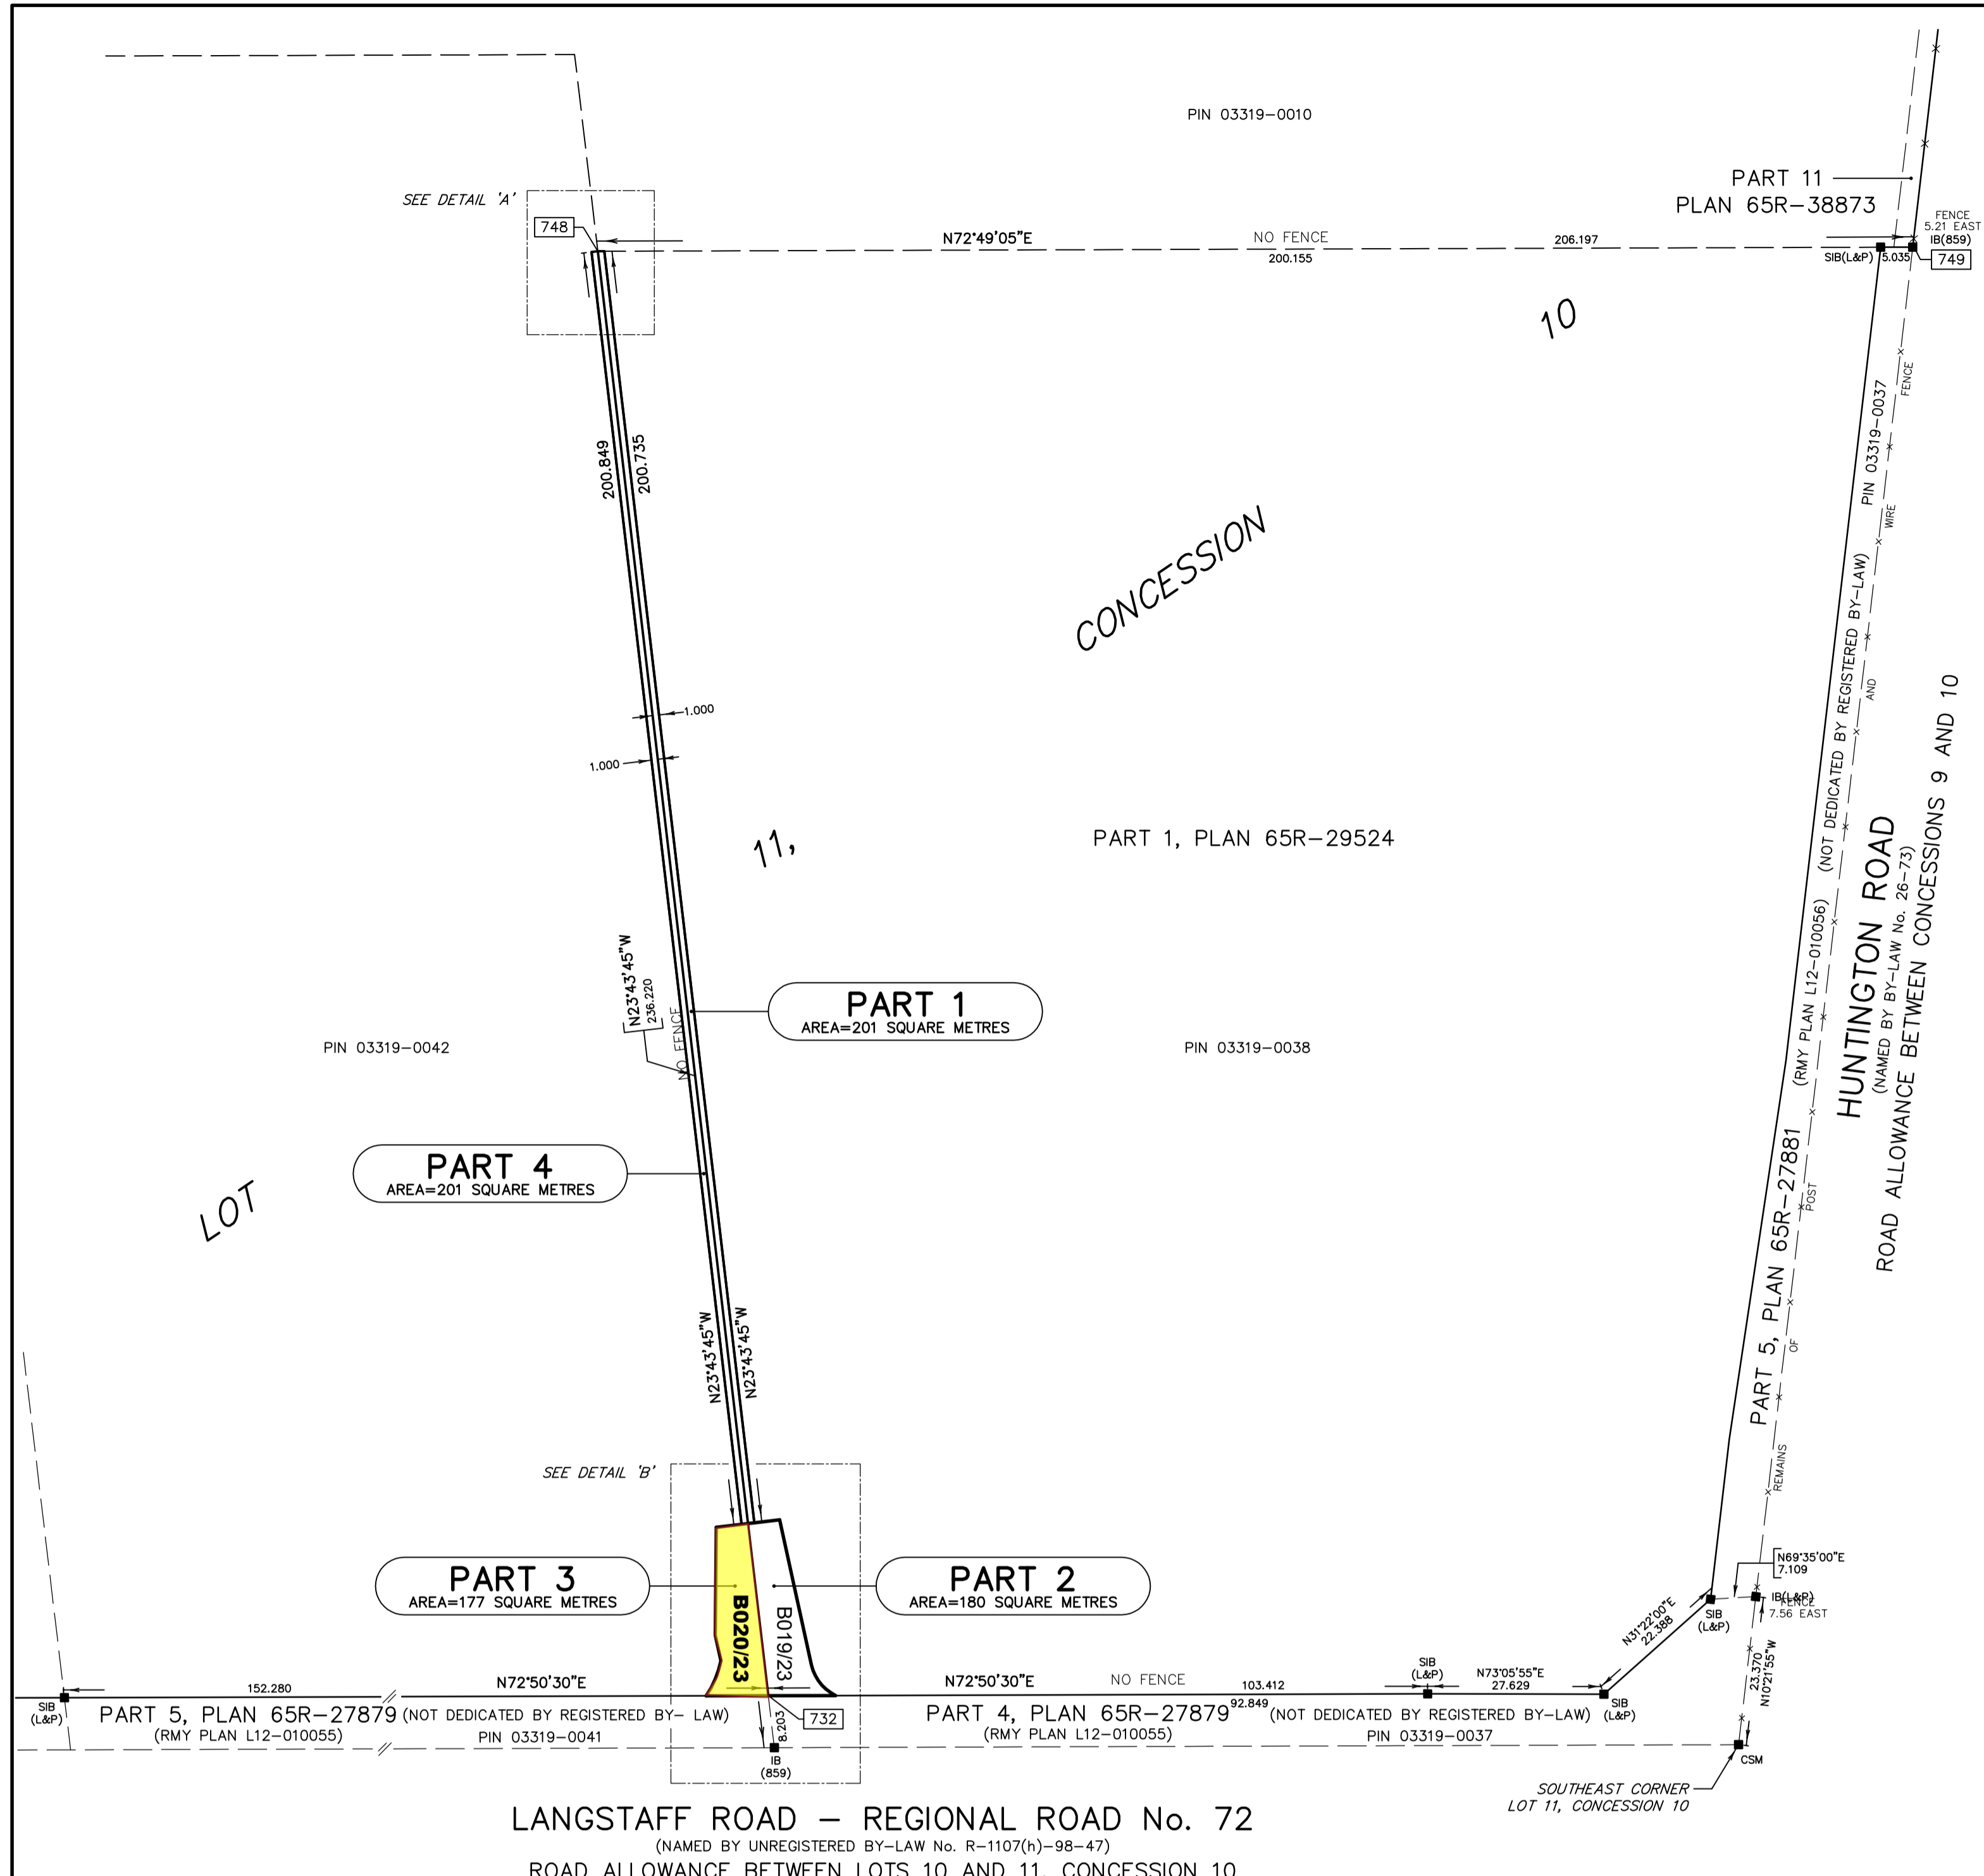 PIN 03319-0010
PART 11
PLAN 65R-38873
SEE DETAIL 'A'
748
N72°49'05"E
NO FENCE
206.197
200.155
FENCE
5.21 EAST
IB(859)
SIB(L&P)
5.035
749
10
200.849
200.735
PIN 03319-0037
FENCE
WIRE
AND
POST
OF
REMAINS
CONCESSION
(NOT DEDICATED BY REGISTERED BY-LAW)
1.000
1.000
11,
PART 1, PLAN 65R-29524
(RMY PLAN L12-010056)
HUNTINGTON ROAD
(NAMED BY BY-LAW No. 26-73)
ROAD ALLOWANCE BETWEEN CONCESSIONS 9 AND 10
N23°43'45"W
236.220
NO FENCE
PART 1
AREA=201 SQUARE METRES
PIN 03319-0042
PIN 03319-0038
PART 4
AREA=201 SQUARE METRES
LOT
PART 5, PLAN 65R-27881
N23°43'45"W
N23°43'45"W
SEE DETAIL 'B'
PART 3
AREA=177 SQUARE METRES
PART 2
AREA=180 SQUARE METRES
B020/23
B019/23
N69°35'00"E
7.109
IB(L&P)
FENCE
7.56 EAST
SIB
(L&P)
N31°22'00"E
22.388
23.370
N10°21'55"W
SIB
(L&P)
152.280
N72°50'30"E
N72°50'30"E
NO FENCE
103.412
SIB
(L&P)
N73°05'55"E
27.629
SIB
(L&P)
PART 5, PLAN 65R-27879 (NOT DEDICATED BY REGISTERED BY- LAW)
(RMY PLAN L12-010055)
PIN 03319-0041
8.203
732
IB
(859)
PART 4, PLAN 65R-27879 92.849 (NOT DEDICATED BY REGISTERED BY-LAW)
(RMY PLAN L12-010055)
PIN 03319-0037
CSM
SOUTHEAST CORNER
LOT 11, CONCESSION 10
LANGSTAFF ROAD - REGIONAL ROAD No. 72
(NAMED BY UNREGISTERED BY-LAW No. R-1107(h)-98-47)
ROAD ALLOWANCE BETWEEN LOTS 10 AND 11, CONCESSION 10